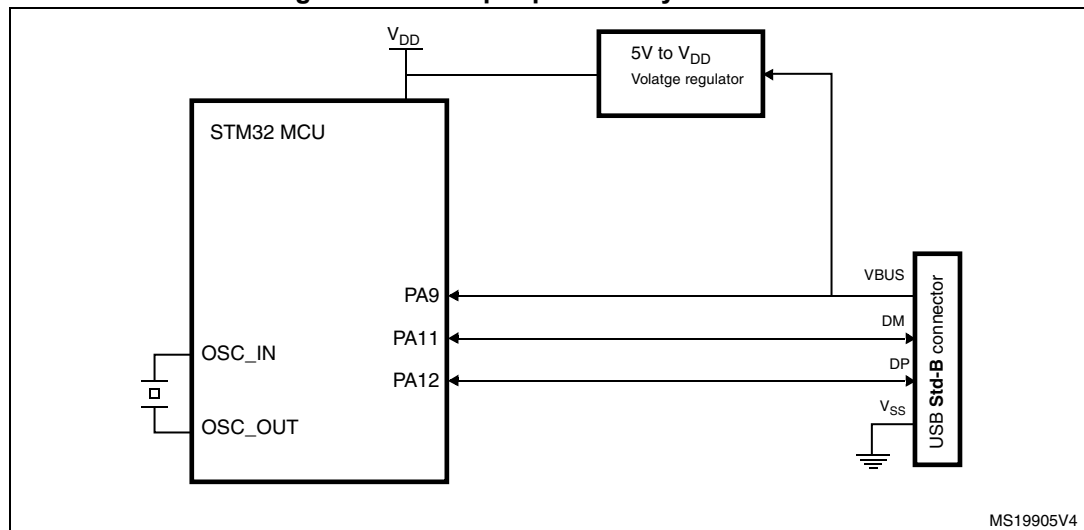 V_DD
5V to V_DD
Volatge regulator
STM32 MCU
VBUS
PA9
DM
PA11
OSC_IN
DP
PA12
V_SS
OSC_OUT
USB Std-B connector
MS19905V4